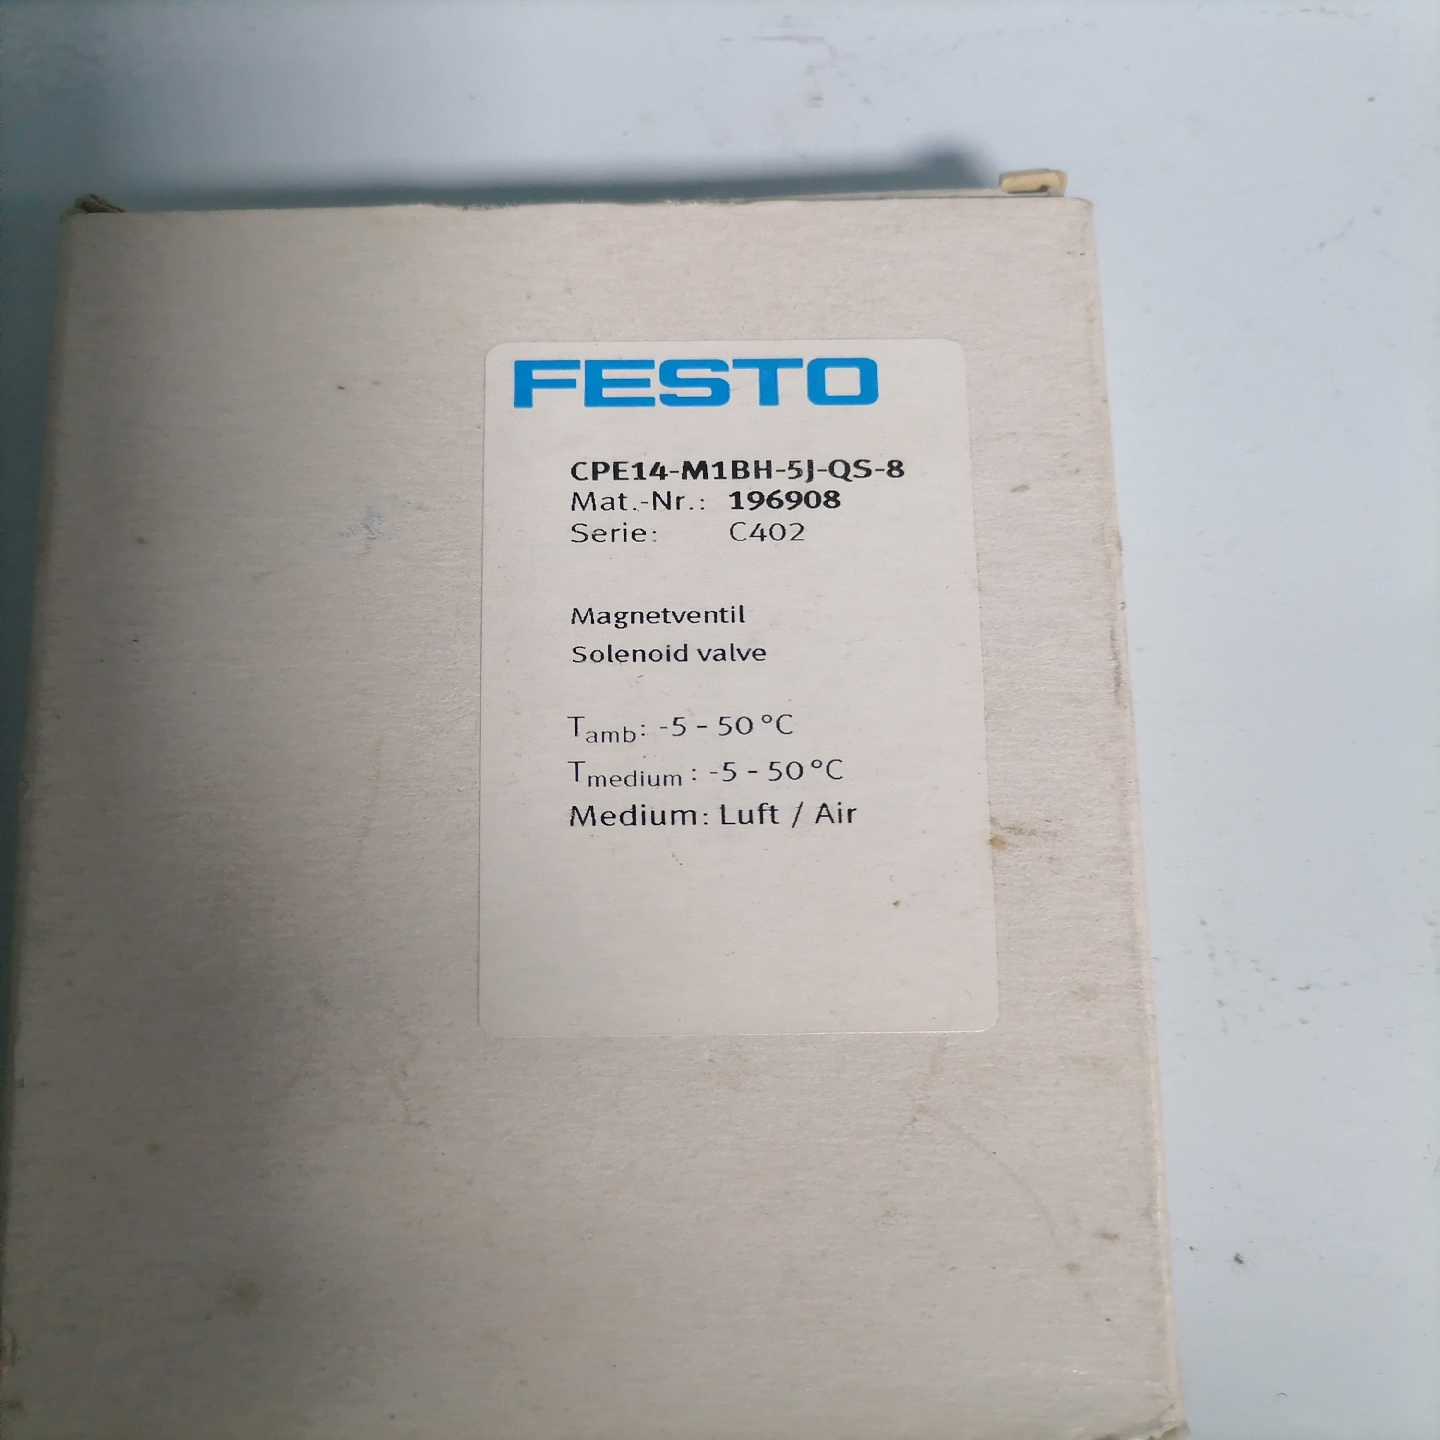 FESTO
CPE14-M1BH-5J-QS-8
Mat.-Nr.: 196908
Serie: C402
Magnetventil
Solenoid valve
Tamb: -5 - 50 °C
Tmedium : -5 - 50 °C
Medium: Luft / Air